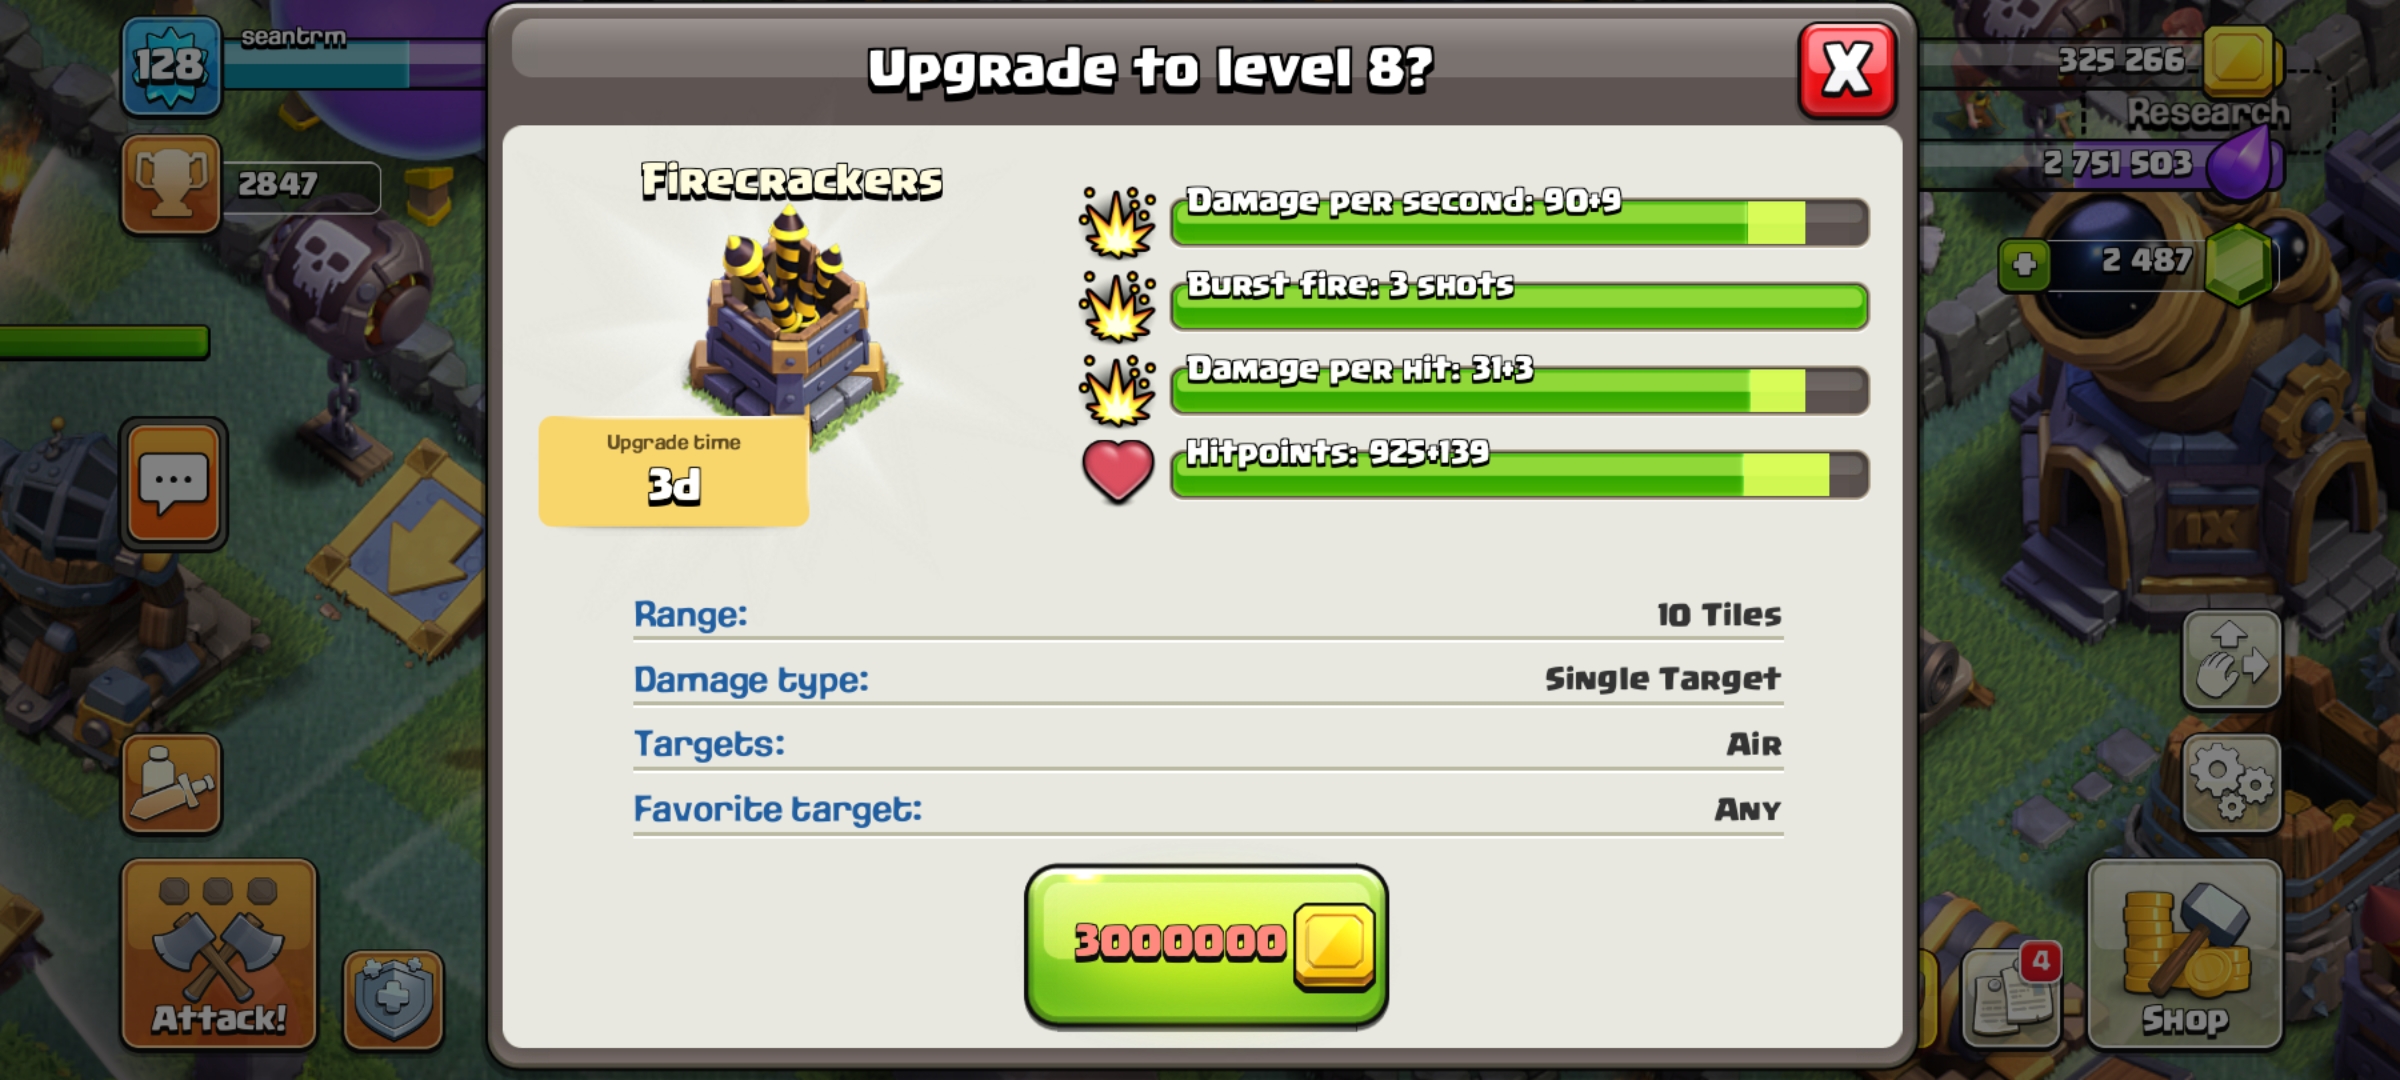 128
seantrm
Upgrade to level 8?
X
325 266
Research
2847
2 751 503
2 487
Firecrackers
Damage per second: 90+9
Burst fire: 3 shots
Damage per hit: 31+3
Hitpoints: 925+139
Upgrade time
3d
IX
Range: 10 Tiles
Damage type: Single Target
Targets: Air
Favorite target: Any
3000000
4
Attack!
Shop